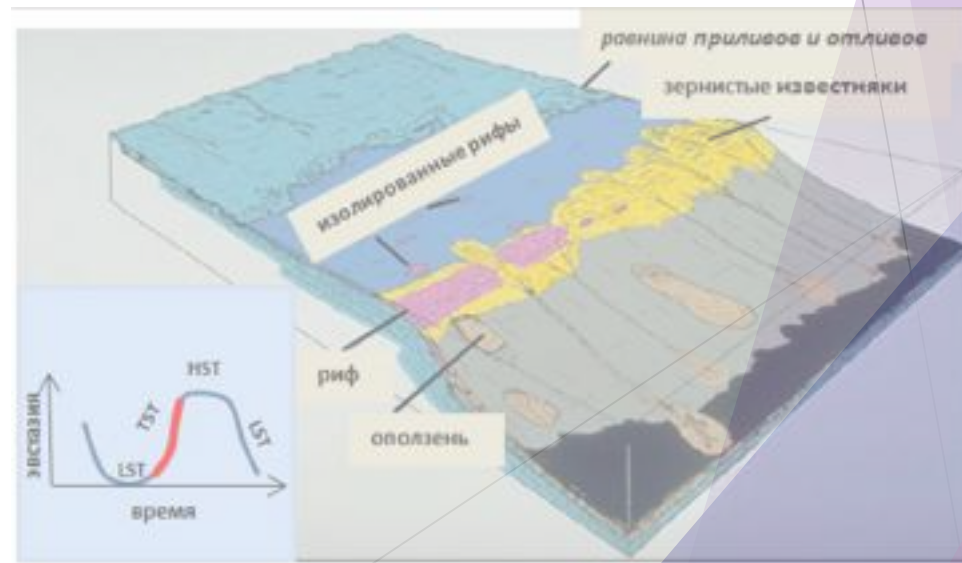 равнина приливов и отливов
зернистые известняки
изолированные рифы
риф
оползень
эвстазия
HST
TST
LST
LST
время